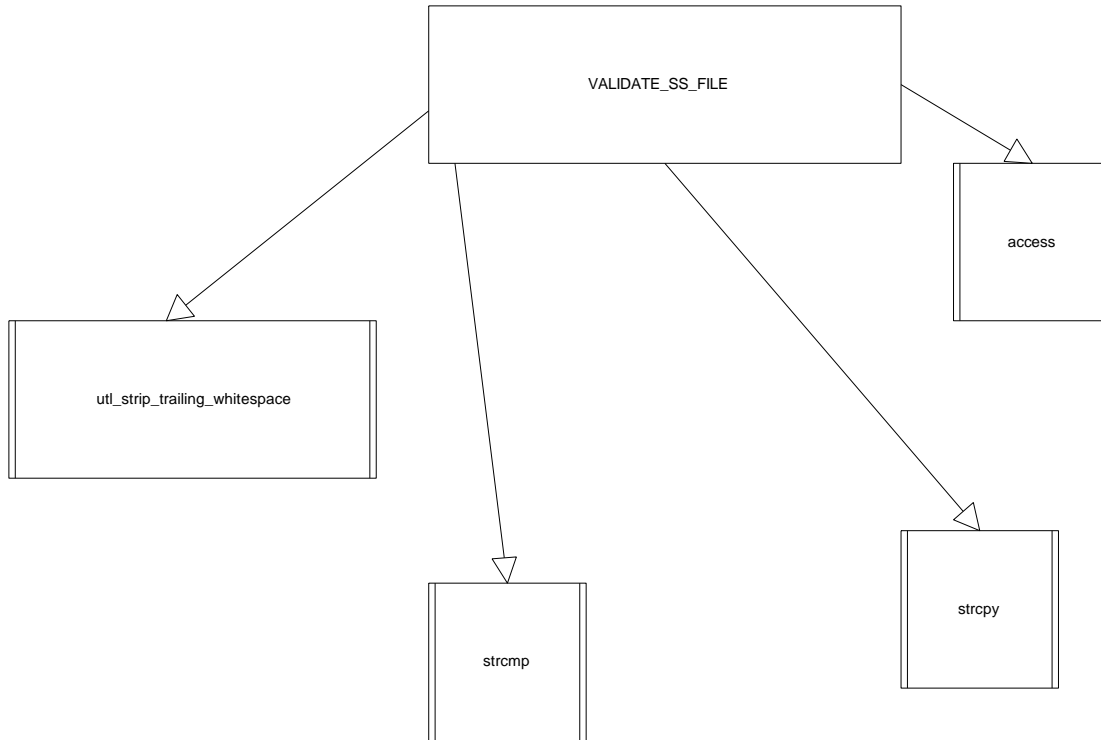 VALIDATE_SS_FILE
access
utl_strip_trailing_whitespace
strcpy
strcmp